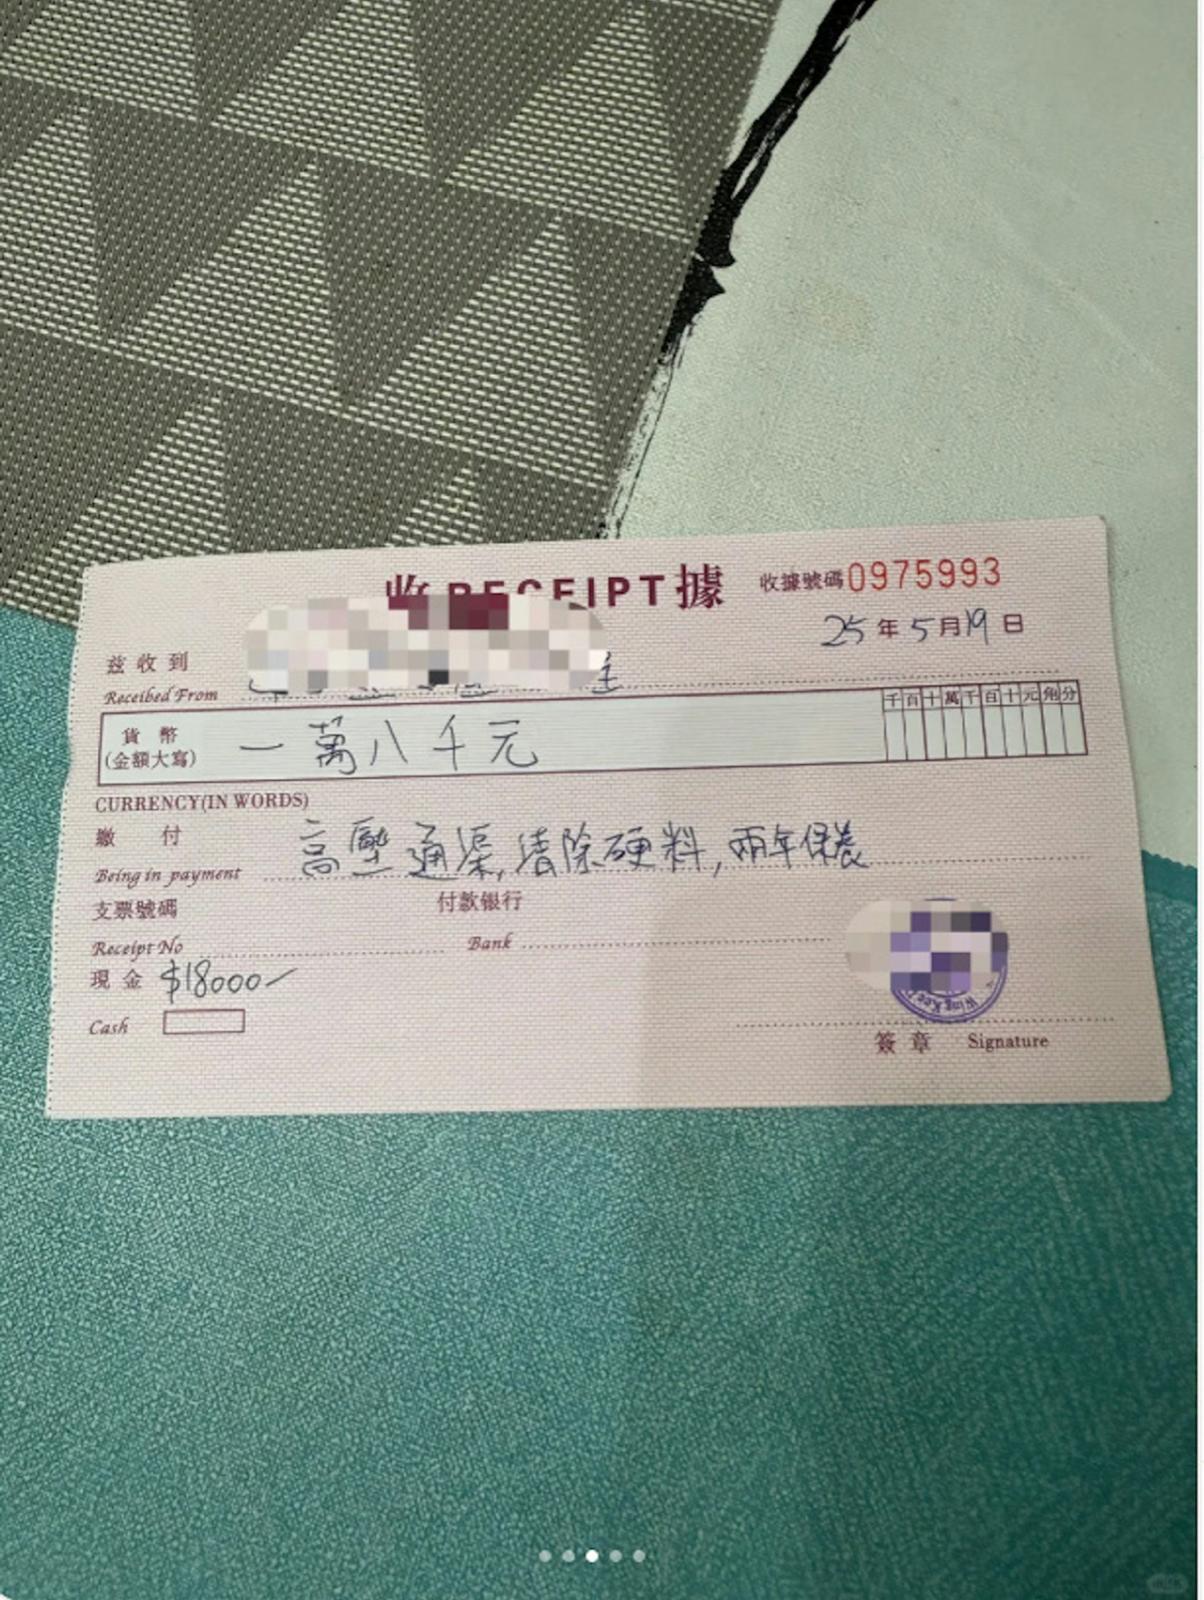 收 RECEIPT 據
收據號碼 0975993
25 年 5 月 19 日
茲收到
Receibed From
貨幣
(金額大寫)
一萬八千元
千百十萬千百十元角分
CURRENCY(IN WORDS)
繳付
Being in payment
高壓通渠,清除硬料,兩年保養
支票號碼
付款银行
Receipt No
Bank
現金 $18000
Cash
Wing Kee
簽章 Signature